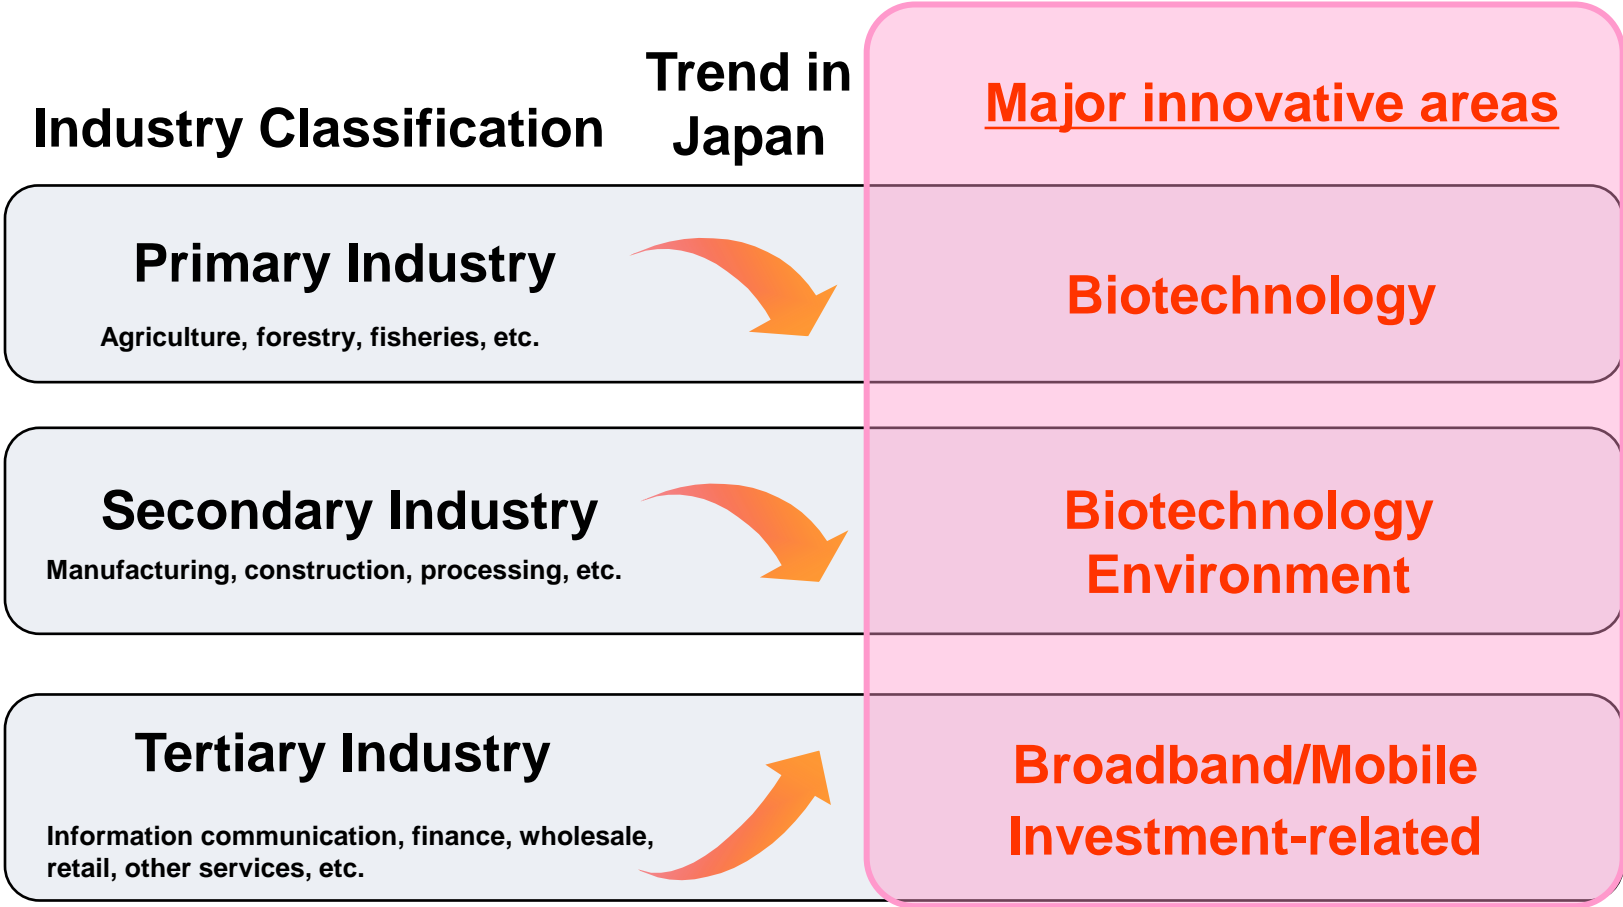 Industry Classification
Trend in
Japan
Major innovative areas
Primary Industry
Agriculture, forestry, fisheries, etc.
Biotechnology
Secondary Industry
Manufacturing, construction, processing, etc.
Biotechnology
Environment
Tertiary Industry
Information communication, finance, wholesale,
retail, other services, etc.
Broadband/Mobile
Investment-related